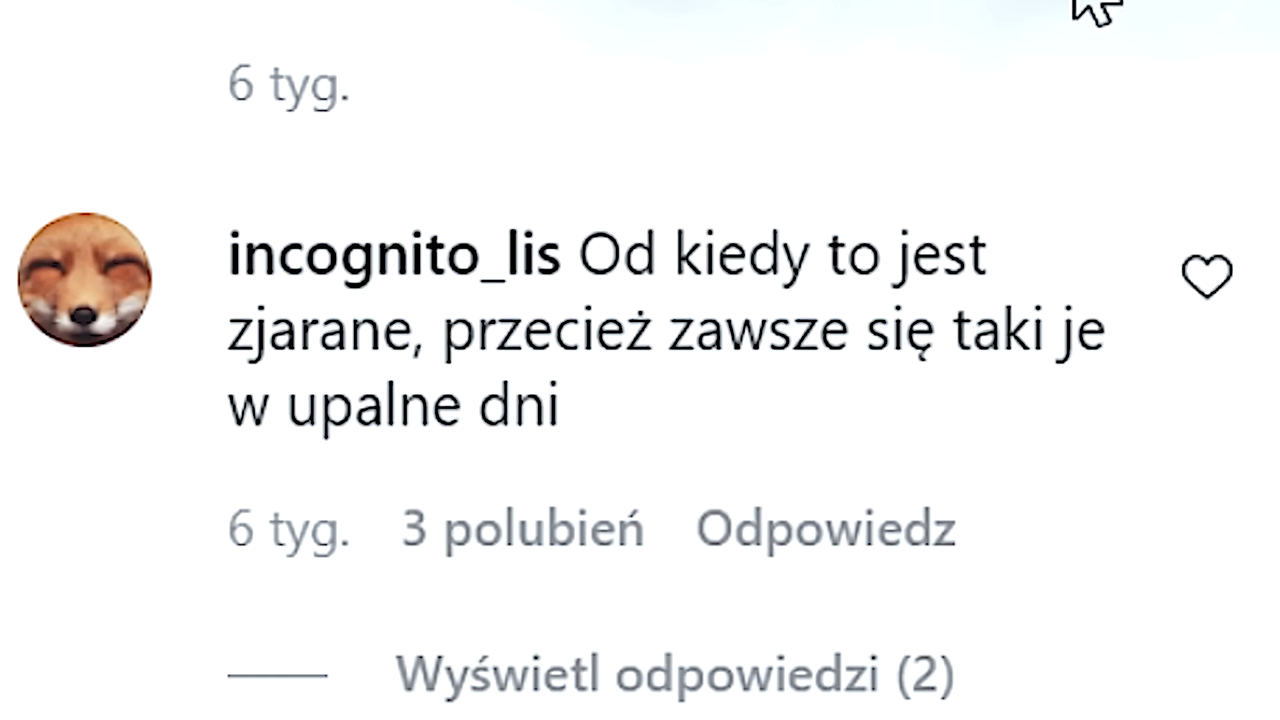 6 tyg.
incognito_lis Od kiedy to jest
zjarane, przecież zawsze się taki je
w upalne dni
6 tyg. 3 polubień Odpowiedz
Wyświetl odpowiedzi (2)